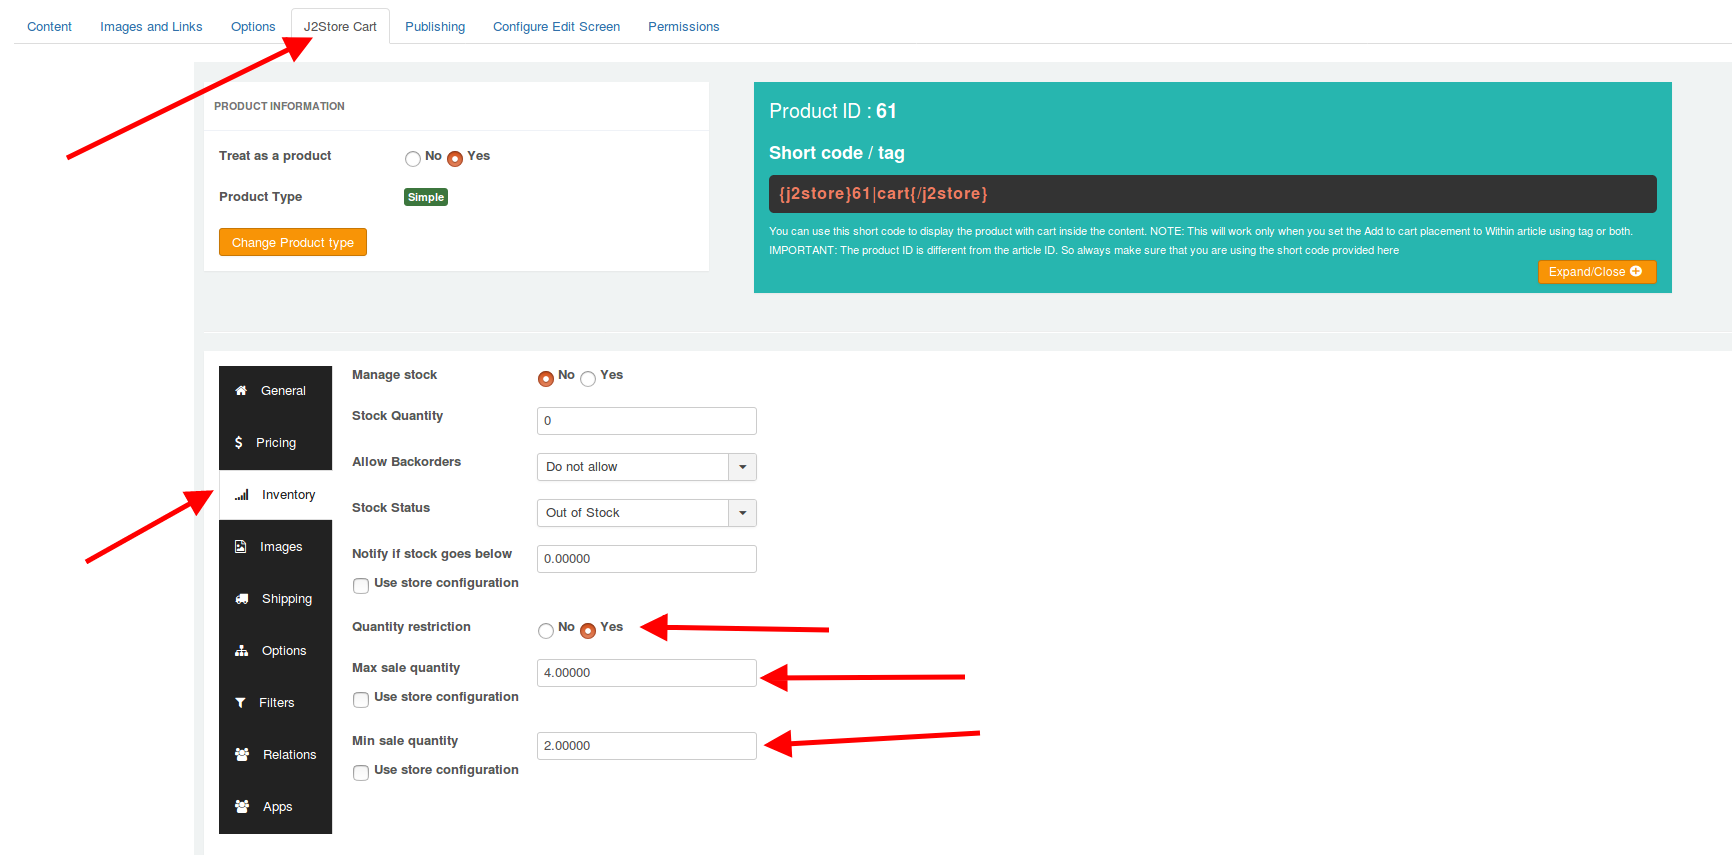 Content Images and Links Options J2Store Cart Publishing Configure Edit Screen Permissions
PRODUCT INFORMATION
Treat as a product No Yes
Product Type Simple
Change Product type
Product ID : 61
Short code / tag
{j2store}61|cart{/j2store}
You can use this short code to display the product with cart inside the content. NOTE: This will work only when you set the Add to cart placement to Within article using tag or both.
IMPORTANT: The product ID is different from the article ID. So always make sure that you are using the short code provided here
Expand/Close
General
Pricing
Inventory
Images
Shipping
Options
Filters
Relations
Apps
Manage stock No Yes
Stock Quantity 0
Allow Backorders Do not allow
Stock Status Out of Stock
Notify if stock goes below 0.00000
Use store configuration
Quantity restriction No Yes
Max sale quantity 4.00000
Use store configuration
Min sale quantity 2.00000
Use store configuration